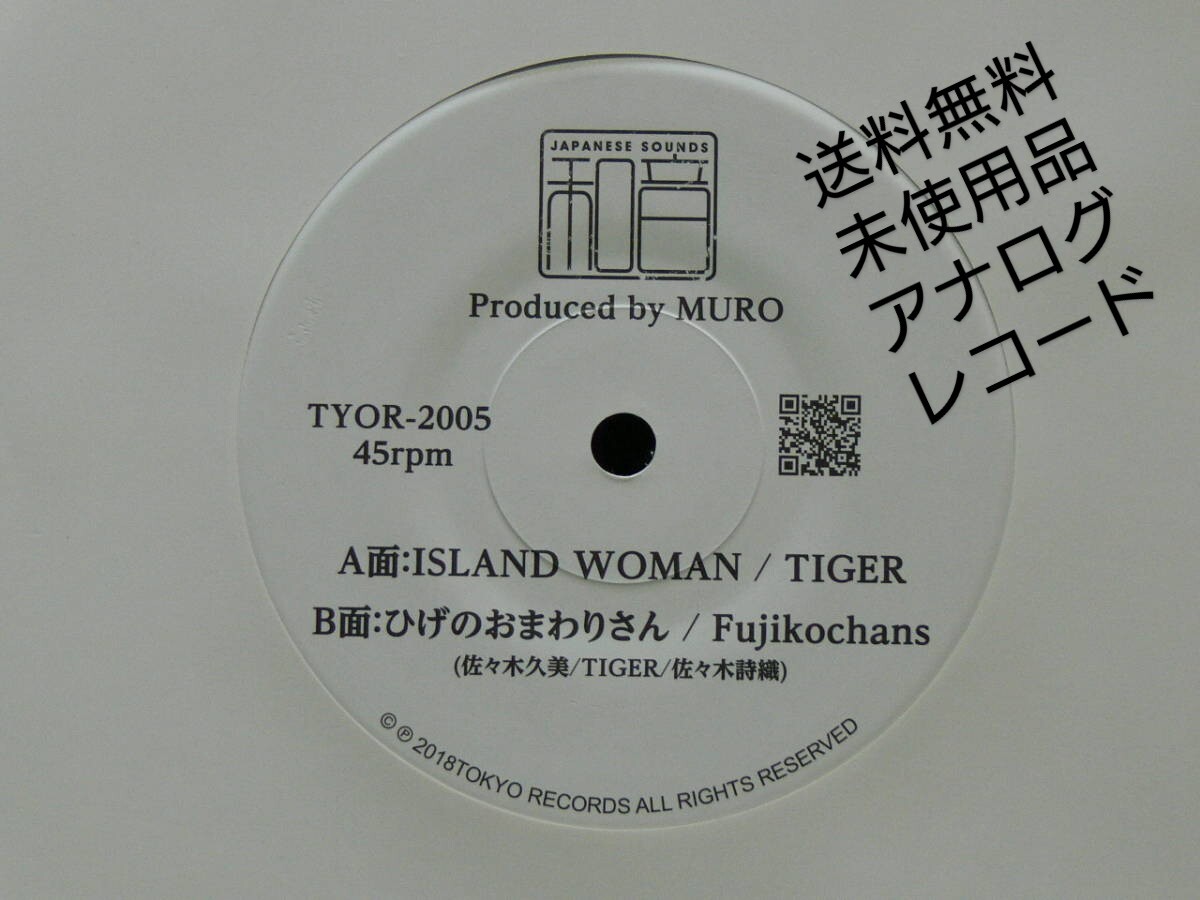 JAPANESE SOUNDS
和音
Produced by MURO
送料無料
未使用品
アナログ
レコード
TYOR-2005
45rpm
A面:ISLAND WOMAN / TIGER
B面:ひげのおまわりさん / Fujikochans
(佐々木久美/TIGER/佐々木詩織)
©℗2018TOKYO RECORDS ALL RIGHTS RESERVED